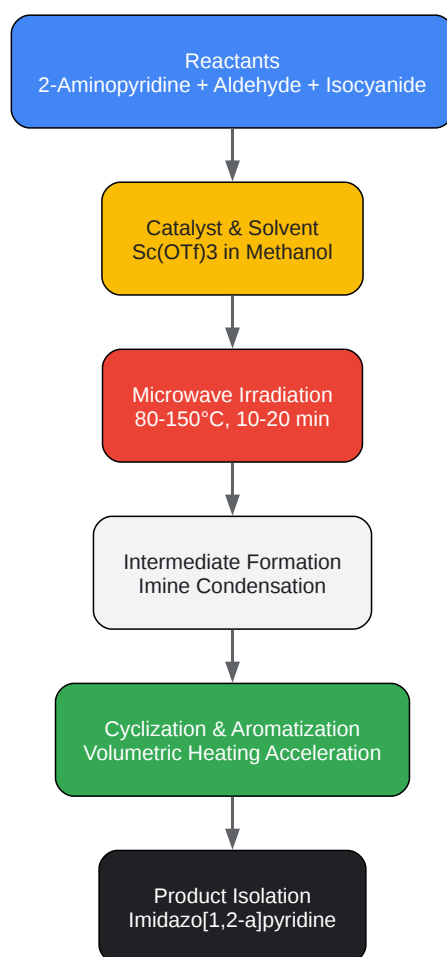 Reactants
2-Aminopyridine + Aldehyde + Isocyanide
Catalyst & Solvent
Sc(OTf)3 in Methanol
Microwave Irradiation
80-150°C, 10-20 min
Intermediate Formation
Imine Condensation
Cyclization & Aromatization
Volumetric Heating Acceleration
Product Isolation
Imidazo[1,2-a]pyridine